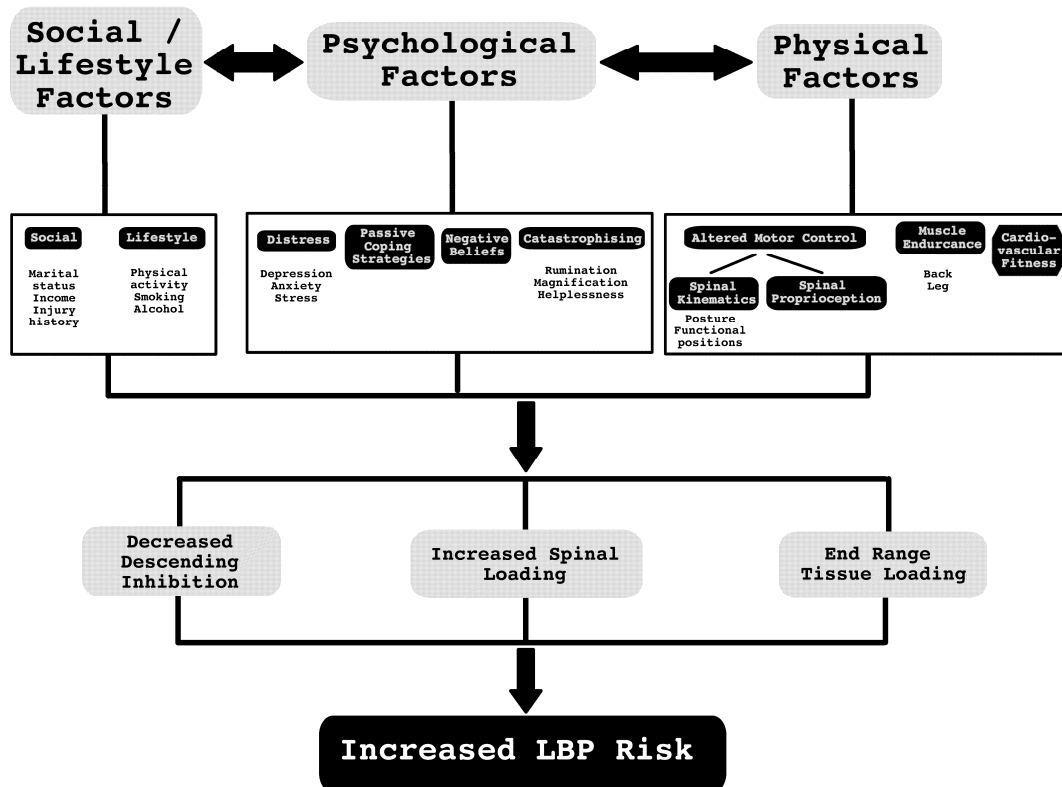 Social /
Lifestyle
Factors
Psychological
Factors
Physical
Factors
Social
Marital
status
Income
Injury
history
Lifestyle
Physical
activity
Smoking
Alcohol
Distress
Depression
Anxiety
Stress
Passive
Coping
Strategies
Negative
Beliefs
Catastrophising
Rumination
Magnification
Helplessness
Altered Motor Control
Spinal
Kinematics
Posture
Functional
positions
Spinal
Proprioception
Muscle
Endurcance
Back
Leg
Cardio-
vascular
Fitness
Decreased
Descending
Inhibition
Increased Spinal
Loading
End Range
Tissue Loading
Increased LBP Risk